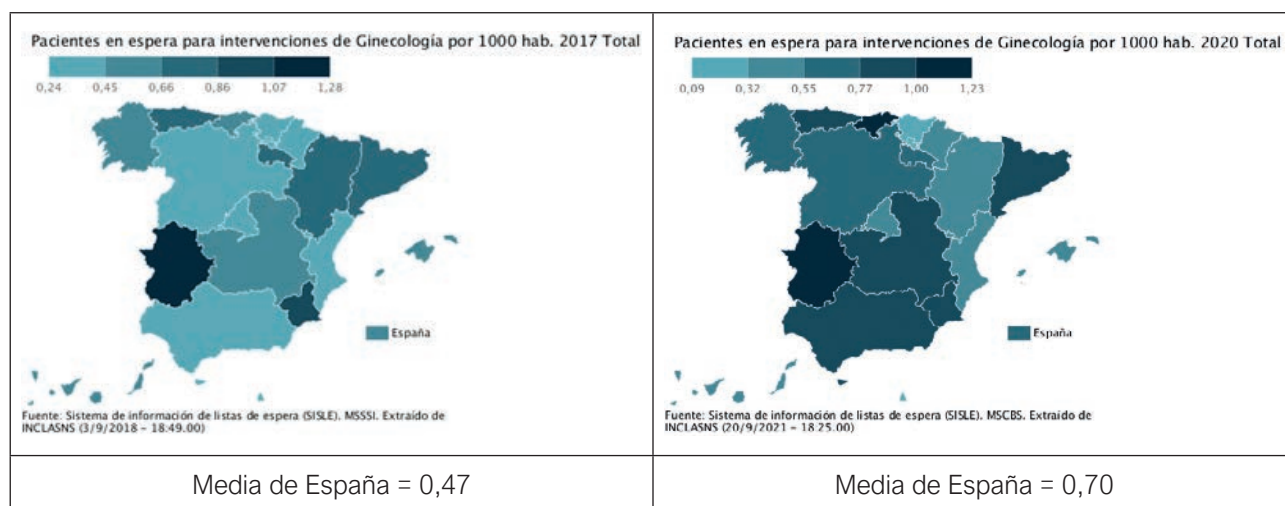 Pacientes en espera para intervenciones de Ginecología por 1000 hab. 2017 Total
0,24 0,45 0,66 0,86 1,07 1,28
España
Fuente: Sistema de información de listas de espera (SISLE). MSSSI. Extraído de
INCLASNS (3/9/2018 - 18:49.00)
Media de España = 0,47
Pacientes en espera para intervenciones de Ginecología por 1000 hab. 2020 Total
0,09 0,32 0,55 0,77 1,00 1,23
España
Fuente: Sistema de información de listas de espera (SISLE). MSCBS. Extraído de
INCLASNS (20/9/2021 - 18:25.00)
Media de España = 0,70